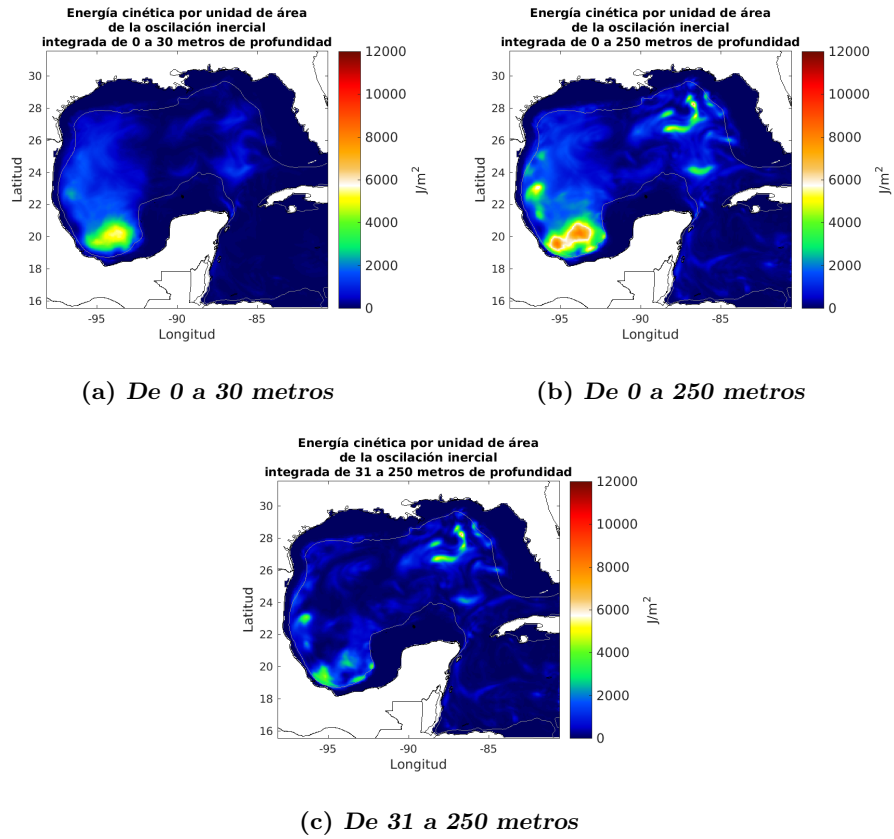 Energía cinética por unidad de área
de la oscilación inercial
integrada de 0 a 30 metros de profundidad
30
28
26
24
22
20
18
16
Latitud
-95
-90
-85
Longitud
12000
10000
8000
6000
4000
2000
0
J/m²
(a) De 0 a 30 metros
Energía cinética por unidad de área
de la oscilación inercial
integrada de 0 a 250 metros de profundidad
30
28
26
24
22
20
18
16
Latitud
-95
-90
-85
Longitud
12000
10000
8000
6000
4000
2000
0
J/m²
(b) De 0 a 250 metros
Energía cinética por unidad de área
de la oscilación inercial
integrada de 31 a 250 metros de profundidad
30
28
26
24
22
20
18
16
Latitud
-95
-90
-85
Longitud
12000
10000
8000
6000
4000
2000
0
J/m²
(c) De 31 a 250 metros